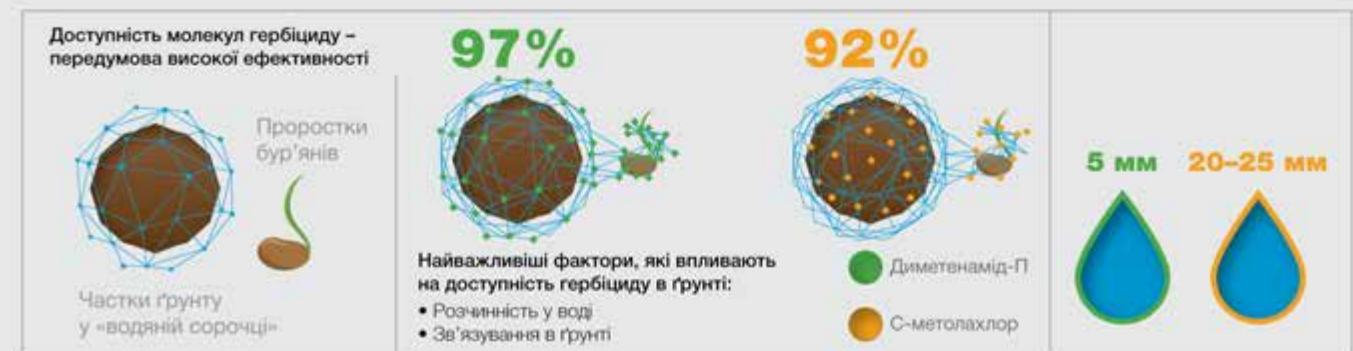 Доступність молекул гербіциду –
передумова високої ефективності
Проростки
бур'янів
Частки ґрунту
у «водяній сорочці»
97%
92%
Найважливіші фактори, які впливають
на доступність гербіциду в ґрунті:
• Розчинність у воді
• Зв'язування в ґрунті
Диметенамід-П
С-метолахлор
5 мм
20–25 мм